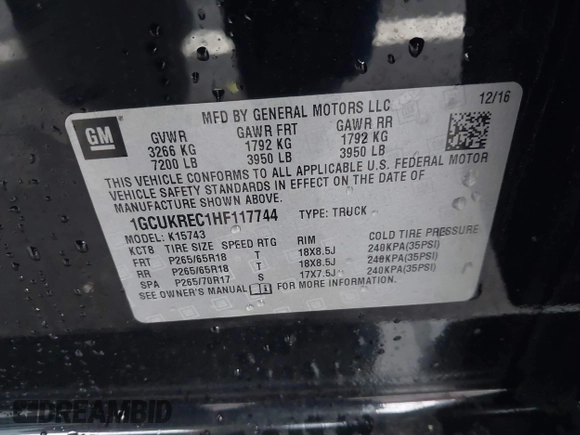 MFD BY GENERAL MOTORS LLC 12/16
GM
GVWR GAWR FRT GAWR RR
3266 KG 1792 KG 1792 KG
7200 LB 3950 LB 3950 LB
THIS VEHICLE CONFORMS TO ALL APPLICABLE U.S. FEDERAL MOTOR
VEHICLE SAFETY STANDARDS IN EFFECT ON THE DATE OF
MANUFACTURE SHOWN ABOVE.
1GCUKREC1HF117744 TYPE: TRUCK
MODEL: K15743
KCT8 TIRE SIZE SPEED RTG RIM COLD TIRE PRESSURE
FRT P265/65R18 T 18X8.5J 240KPA(35PSI)
RR P265/65R18 T 18X8.5J 240KPA(35PSI)
SPA P265/70R17 S 17X7.5J 240KPA(35PSI)
SEE OWNER'S MANUAL FOR MORE INFORMATION.
DREAMBID